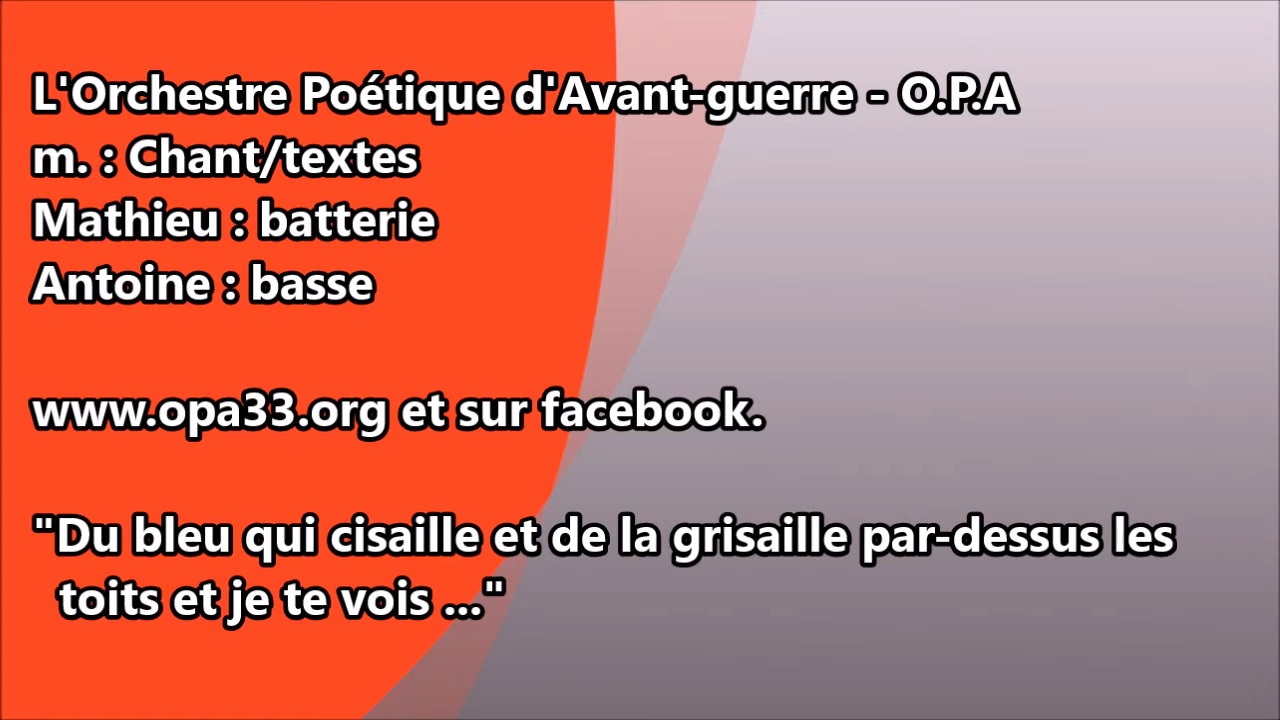 L'Orchestre Poétique d'Avant-guerre - O.P.A
m. : Chant/textes
Mathieu : batterie
Antoine : basse
www.opa33.org et sur facebook.
"Du bleu qui cisaille et de la grisaille par-dessus les
toits et je te vois ..."